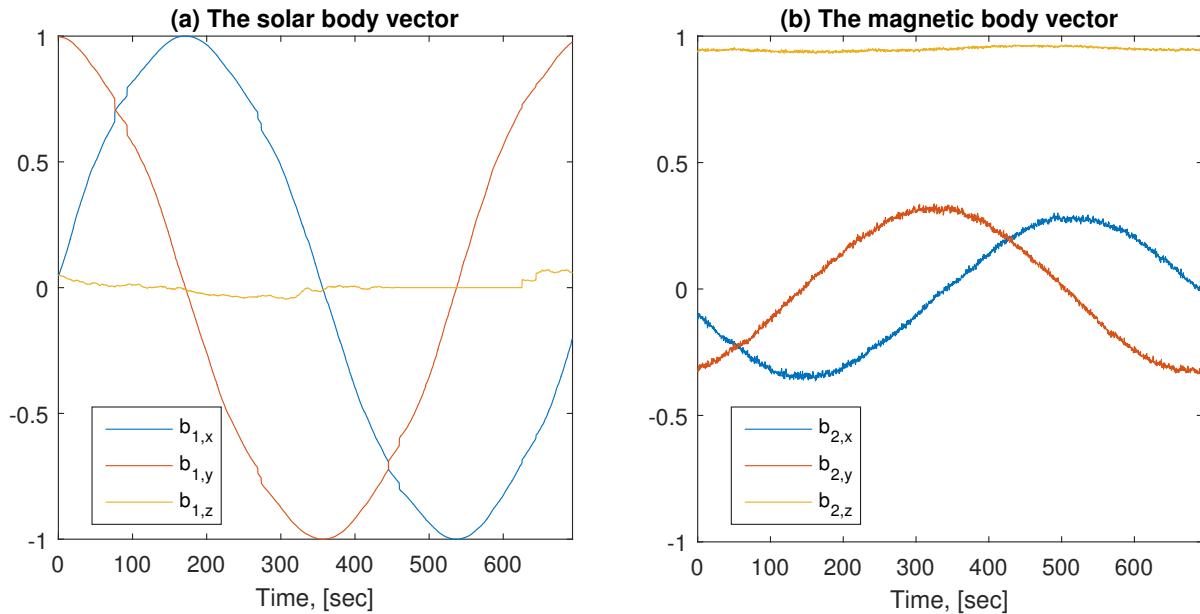 (a) The solar body vector
1
0.5
0
-0.5
-1
0
100
200
300
400
500
600
Time, [sec]
b1,x
b1,y
b1,z
(b) The magnetic body vector
1
0.5
0
-0.5
-1
0
100
200
300
400
500
600
Time, [sec]
b2,x
b2,y
b2,z